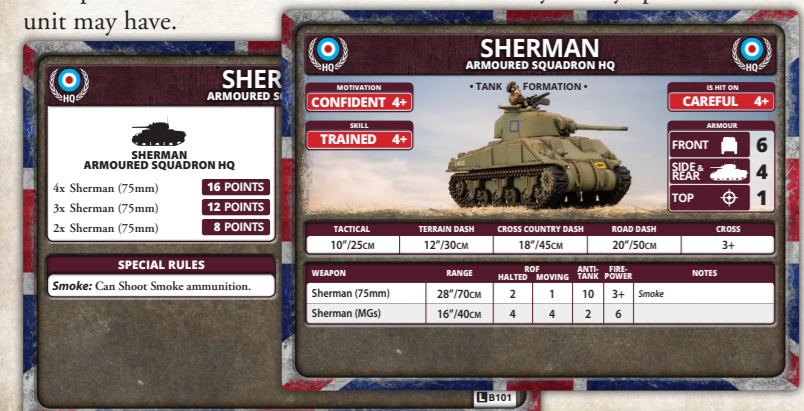 unit may have.
HQ
SHER
ARMOURED S
SHERMAN
ARMOURED SQUADRON HQ
4x Sherman (75mm) 16 POINTS
3x Sherman (75mm) 12 POINTS
2x Sherman (75mm) 8 POINTS
SPECIAL RULES
Smoke: Can Shoot Smoke ammunition.
L B101
HQ
SHERMAN
ARMOURED SQUADRON HQ
HQ
MOTIVATION
CONFIDENT 4+
SKILL
TRAINED 4+
• TANK FORMATION •
IS HIT ON
CAREFUL 4+
ARMOUR
FRONT 6
SIDE & REAR 4
TOP 1
TACTICAL TERRAIN DASH CROSS COUNTRY DASH ROAD DASH CROSS
10"/25CM 12"/30CM 18"/45CM 20"/50CM 3+
WEAPON RANGE ROF HALTED MOVING ANTI-TANK FIRE-POWER NOTES
Sherman (75mm) 28"/70CM 2 1 10 3+ Smoke
Sherman (MGs) 16"/40CM 4 4 2 6